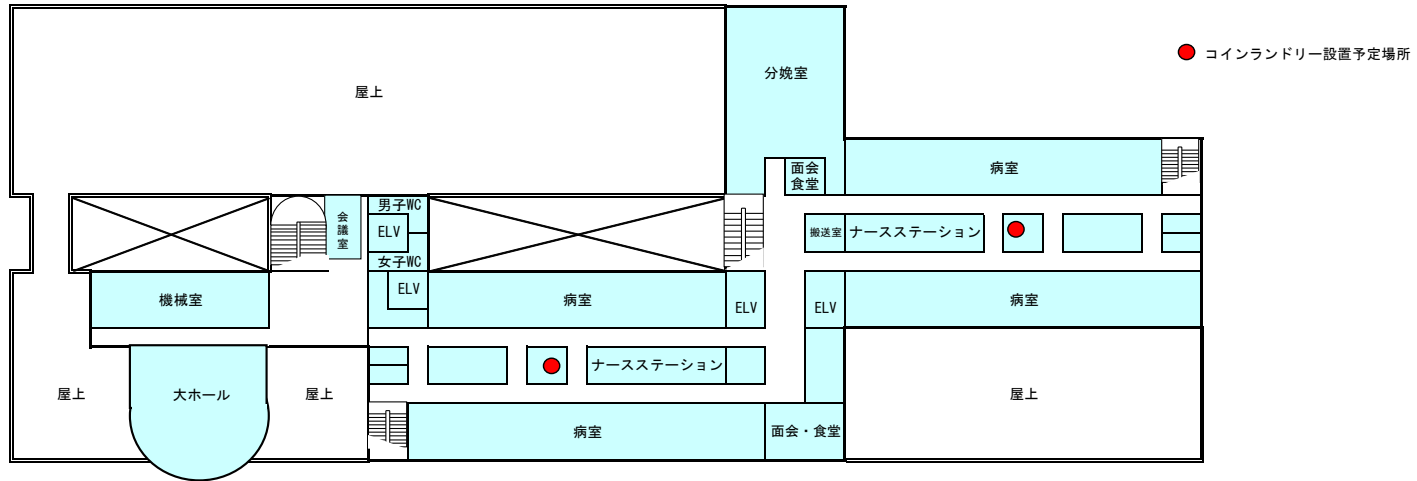 コインランドリー設置予定場所
分娩室
屋上
面会
食堂
病室
男子WC
会議室
ELV
搬送室
ナースステーション
女子WC
ELV
機械室
病室
ELV
ELV
病室
ナースステーション
屋上
大ホール
屋上
屋上
病室
面会・食堂